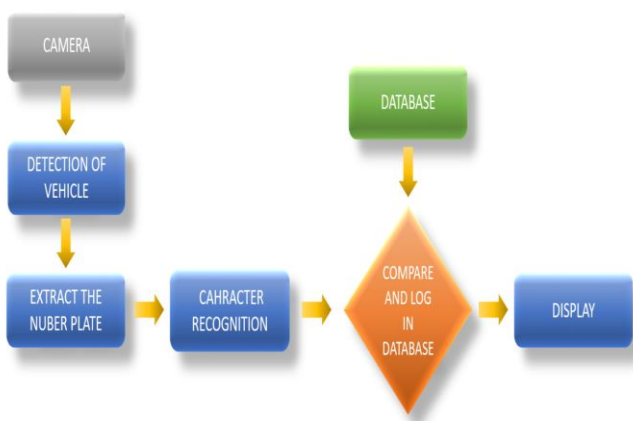 CAMERA
DETECTION OF
VEHICLE
EXTRACT THE
NUBER PLATE
CAHRACTER
RECOGNITION
DATABASE
COMPARE
AND LOG
IN
DATABASE
DISPLAY